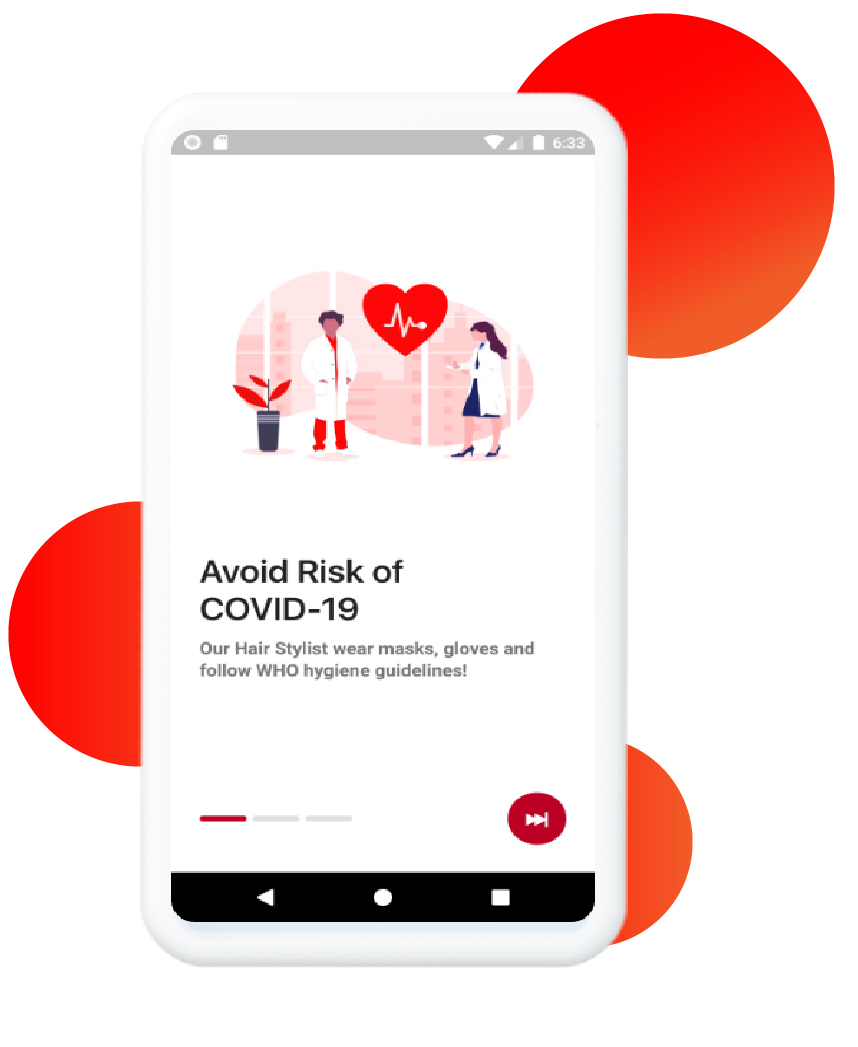 6:33
Avoid Risk of
COVID-19
Our Hair Stylist wear masks, gloves and
follow WHO hygiene guidelines!